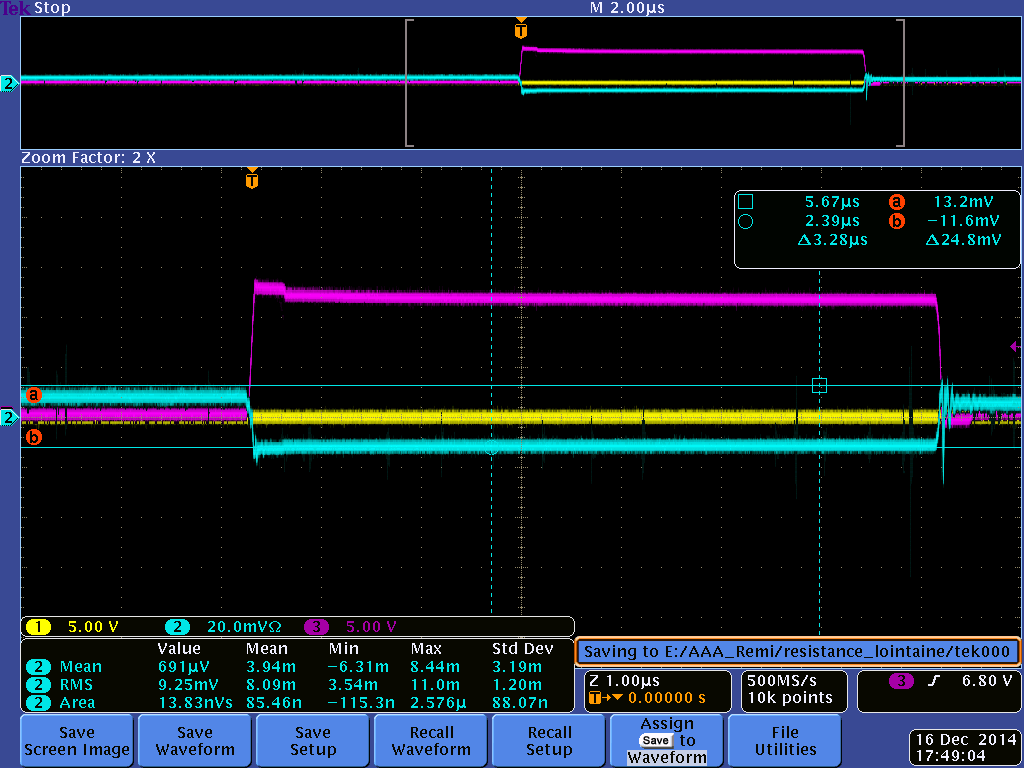 Tek Stop M 2.00µs
T
2
Zoom Factor: 2 X
T
5.67µs a 13.2mV
2.39µs b −11.6mV
Δ3.28µs Δ24.8mV
a
2
b
1 5.00 V 2 20.0mVΩ 3 5.00 V
Value Mean Min Max Std Dev
2 Mean 691µV 3.94m −6.31m 8.44m 3.19m
2 RMS 9.25mV 8.09m 3.54m 11.0m 1.20m
2 Area 13.83nVs 85.46n −115.3n 2.576µ 88.07n
Saving to E:/AAA_Remi/resistance_lointaine/tek000
Z 1.00µs
T→▼ 0.00000 s
500MS/s
10k points
3 6.80 V
Save
Screen Image
Save
Waveform
Save
Setup
Recall
Waveform
Recall
Setup
Assign
Save to
Waveform
File
Utilities
16 Dec 2014
17:49:04